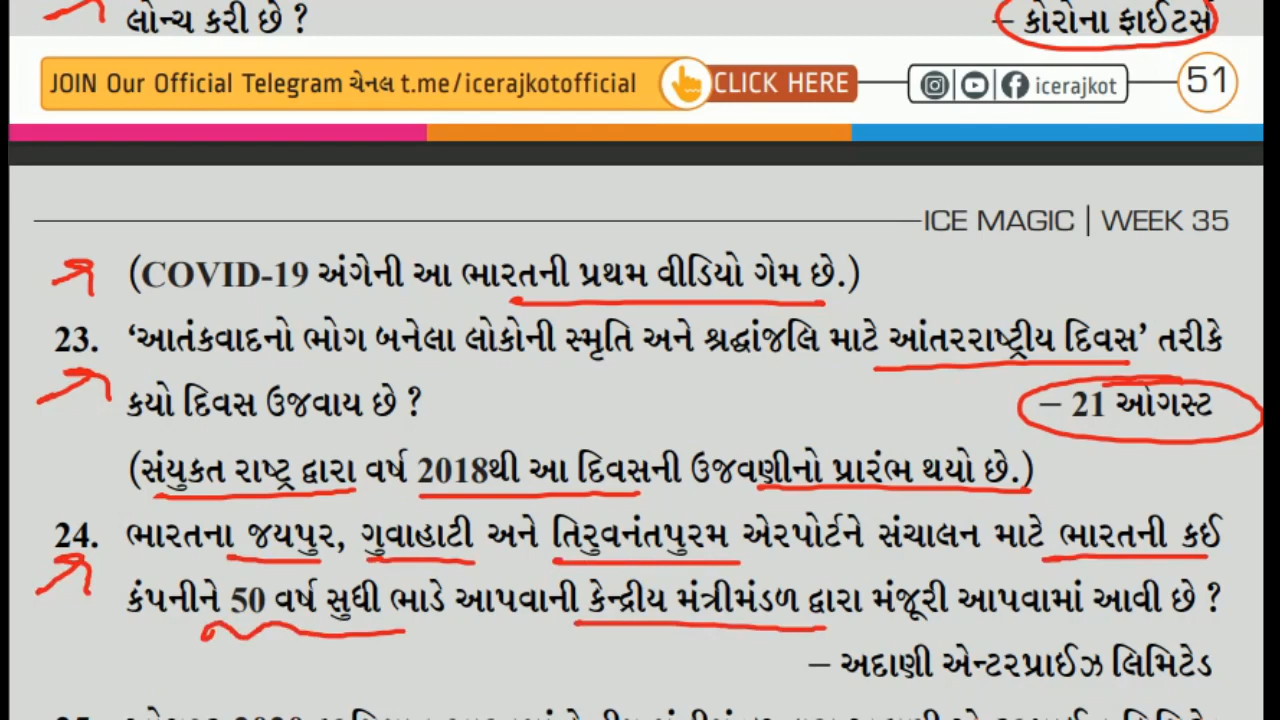 લોન્ચ કરી છે ? – કોરોના ફાઈટર્સ
JOIN Our Official Telegram ચેનલ t.me/icerajkotofficial CLICK HERE icerajkot 51
ICE MAGIC | WEEK 35
(COVID-19 અંગેની આ ભારતની પ્રથમ વીડિયો ગેમ છે.)
23. ‘આતંકવાદનો ભોગ બનેલા લોકોની સ્મૃતિ અને શ્રદ્ધાંજલિ માટે આંતરરાષ્ટ્રીય દિવસ’ તરીકે
કયો દિવસ ઉજવાય છે ? – 21 ઓગસ્ટ
(સંયુકત રાષ્ટ્ર દ્વારા વર્ષ 2018થી આ દિવસની ઉજવણીનો પ્રારંભ થયો છે.)
24. ભારતના જયપુર, ગુવાહાટી અને તિરુવનંતપુરમ એરપોર્ટને સંચાલન માટે ભારતની કઈ
કંપનીને 50 વર્ષ સુધી ભાડે આપવાની કેન્દ્રીય મંત્રીમંડળ દ્વારા મંજૂરી આપવામાં આવી છે ?
– અદાણી એન્ટરપ્રાઈઝ લિમિટેડ